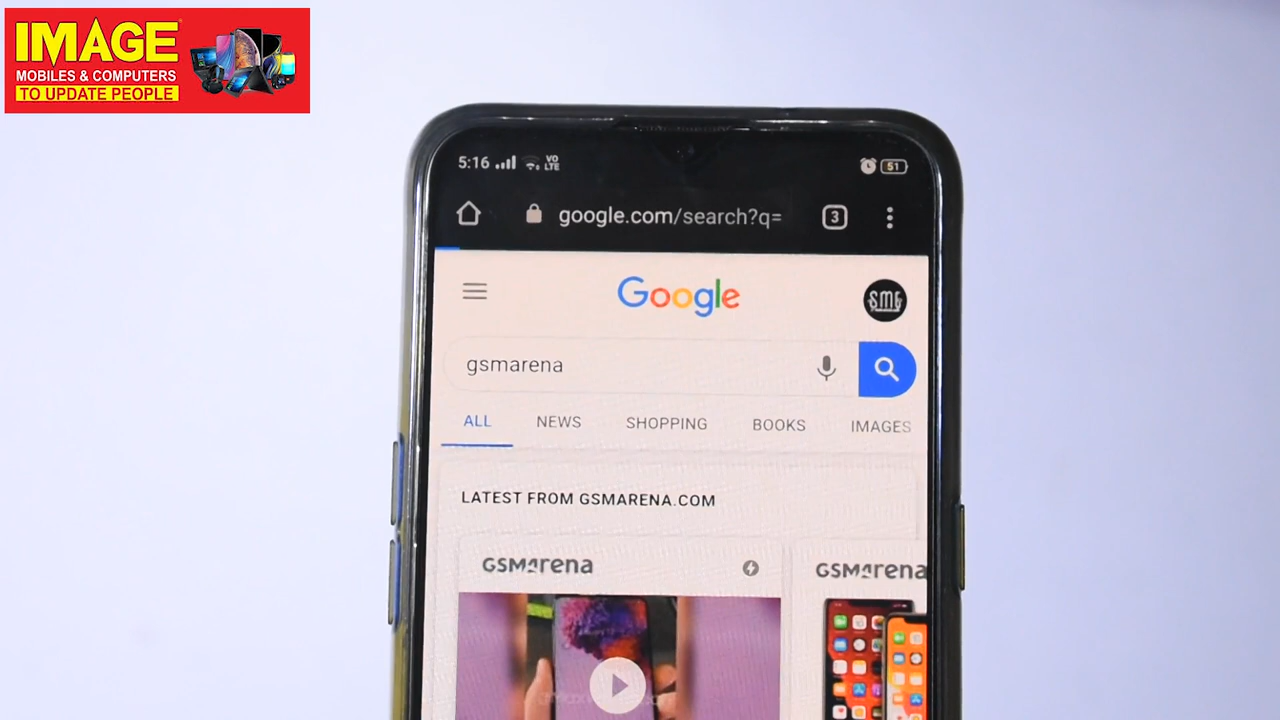 IMAGE
MOBILES & COMPUTERS
TO UPDATE PEOPLE
5:16 VO LTE 51
google.com/search?q= 3
Google SMG
gsmarena
ALL NEWS SHOPPING BOOKS IMAGES
LATEST FROM GSMARENA.COM
GSMArena GSMArena